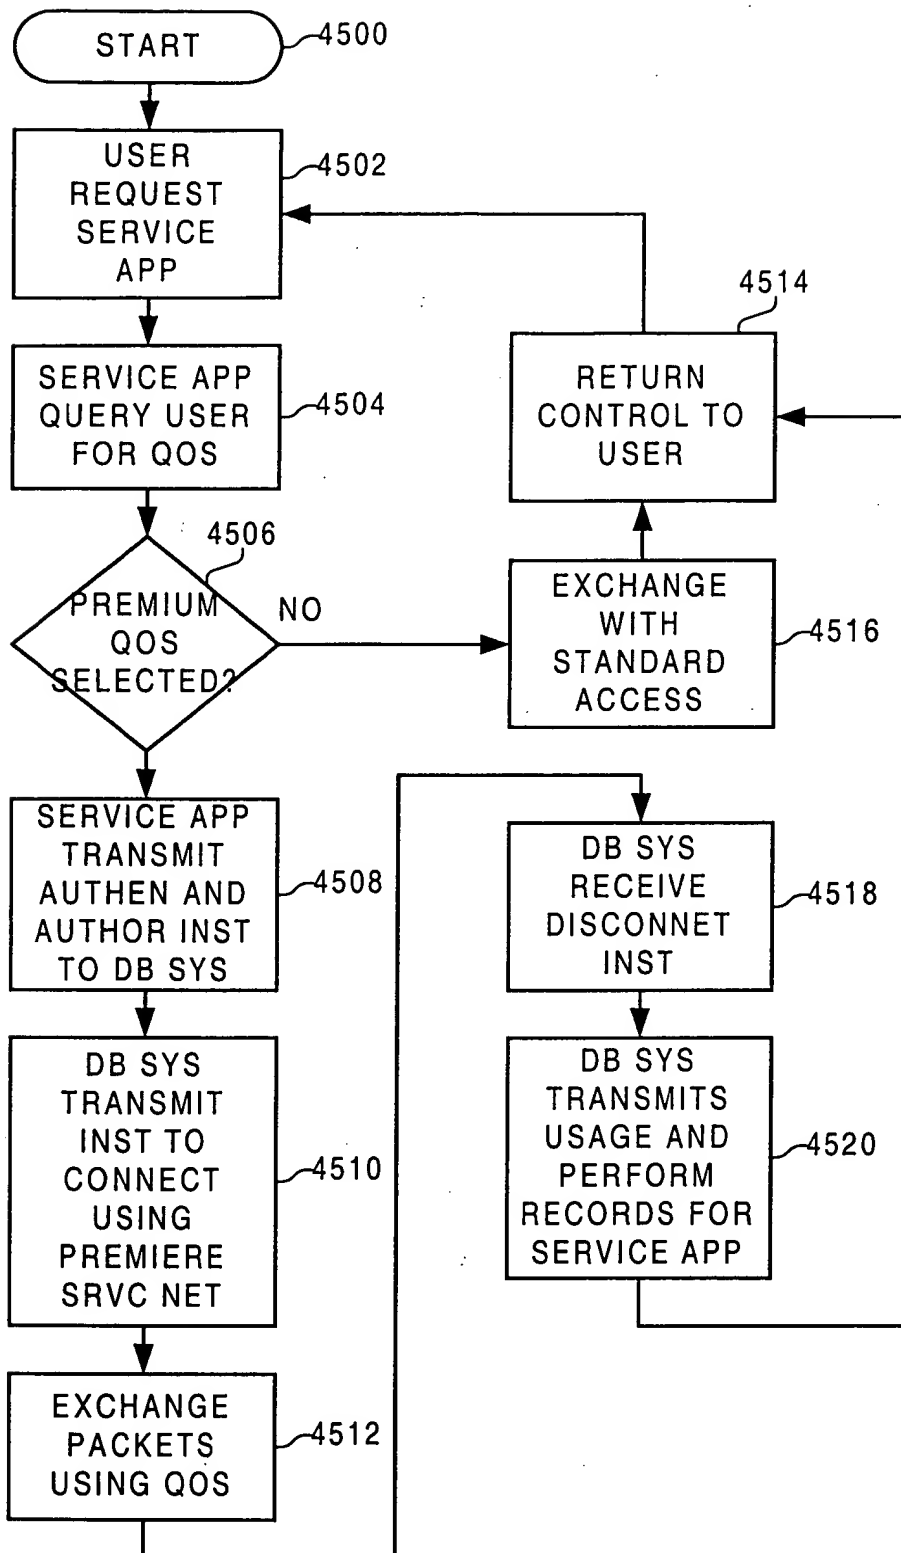 START
4500
USER
REQUEST
SERVICE
APP
4502
SERVICE APP
QUERY USER
FOR QOS
4504
PREMIUM
QOS
SELECTED?
4506
NO
SERVICE APP
TRANSMIT
AUTHEN AND
AUTHOR INST
TO DB SYS
4508
DB SYS
TRANSMIT
INST TO
CONNECT
USING
PREMIERE
SRVC NET
4510
EXCHANGE
PACKETS
USING QOS
4512
4514
RETURN
CONTROL TO
USER
EXCHANGE
WITH
STANDARD
ACCESS
4516
DB SYS
RECEIVE
DISCONNET
INST
4518
DB SYS
TRANSMITS
USAGE AND
PERFORM
RECORDS FOR
SERVICE APP
4520